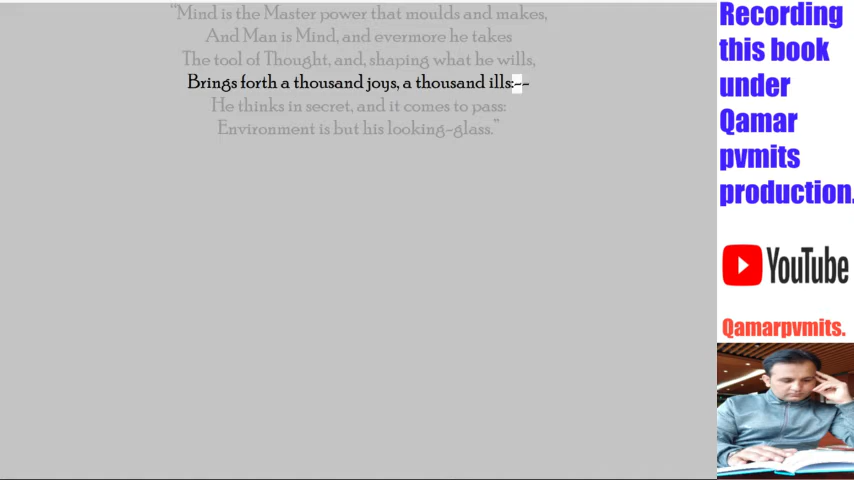 “Mind is the Master power that moulds and makes,
And Man is Mind, and evermore he takes
The tool of Thought, and, shaping what he wills,
Brings forth a thousand joys, a thousand ills:--
He thinks in secret, and it comes to pass:
Environment is but his looking-glass.”
Recording
this book
under
Qamar
pvmits
production.
YouTube
Qamarpvmits.